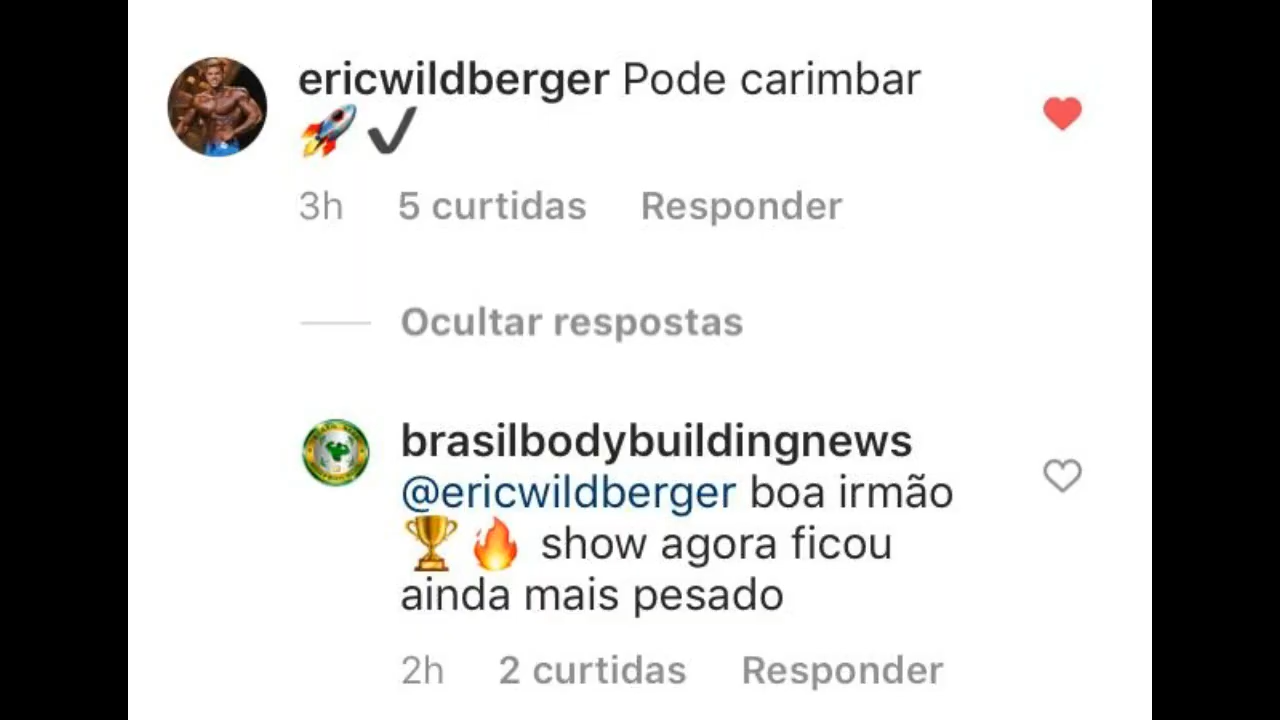 ericwildberger Pode carimbar
🚀✔
3h 5 curtidas Responder
Ocultar respostas
brasilbodybuildingnews
@ericwildberger boa irmão
🏆🔥 show agora ficou
ainda mais pesado
2h 2 curtidas Responder